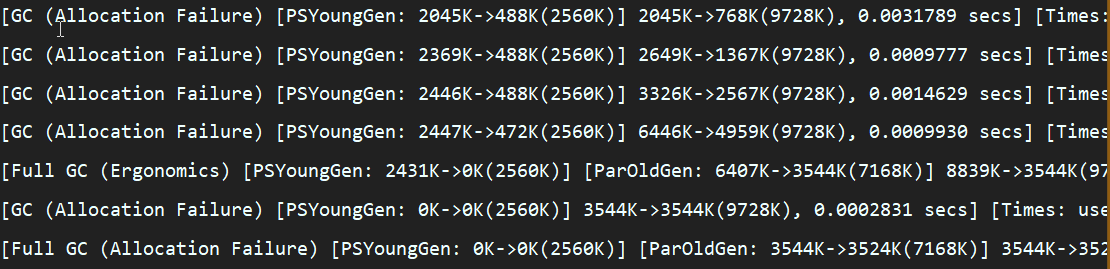 [GC (Allocation Failure) [PSYoungGen: 2045K->488K(2560K)] 2045K->768K(9728K), 0.0031789 secs] [Times:
[GC (Allocation Failure) [PSYoungGen: 2369K->488K(2560K)] 2649K->1367K(9728K), 0.0009777 secs] [Times
[GC (Allocation Failure) [PSYoungGen: 2446K->488K(2560K)] 3326K->2567K(9728K), 0.0014629 secs] [Times
[GC (Allocation Failure) [PSYoungGen: 2447K->472K(2560K)] 6446K->4959K(9728K), 0.0009930 secs] [Times
[Full GC (Ergonomics) [PSYoungGen: 2431K->0K(2560K)] [ParOldGen: 6407K->3544K(7168K)] 8839K->3544K(97
[GC (Allocation Failure) [PSYoungGen: 0K->0K(2560K)] 3544K->3544K(9728K), 0.0002831 secs] [Times: use
[Full GC (Allocation Failure) [PSYoungGen: 0K->0K(2560K)] [ParOldGen: 3544K->3524K(7168K)] 3544K->352